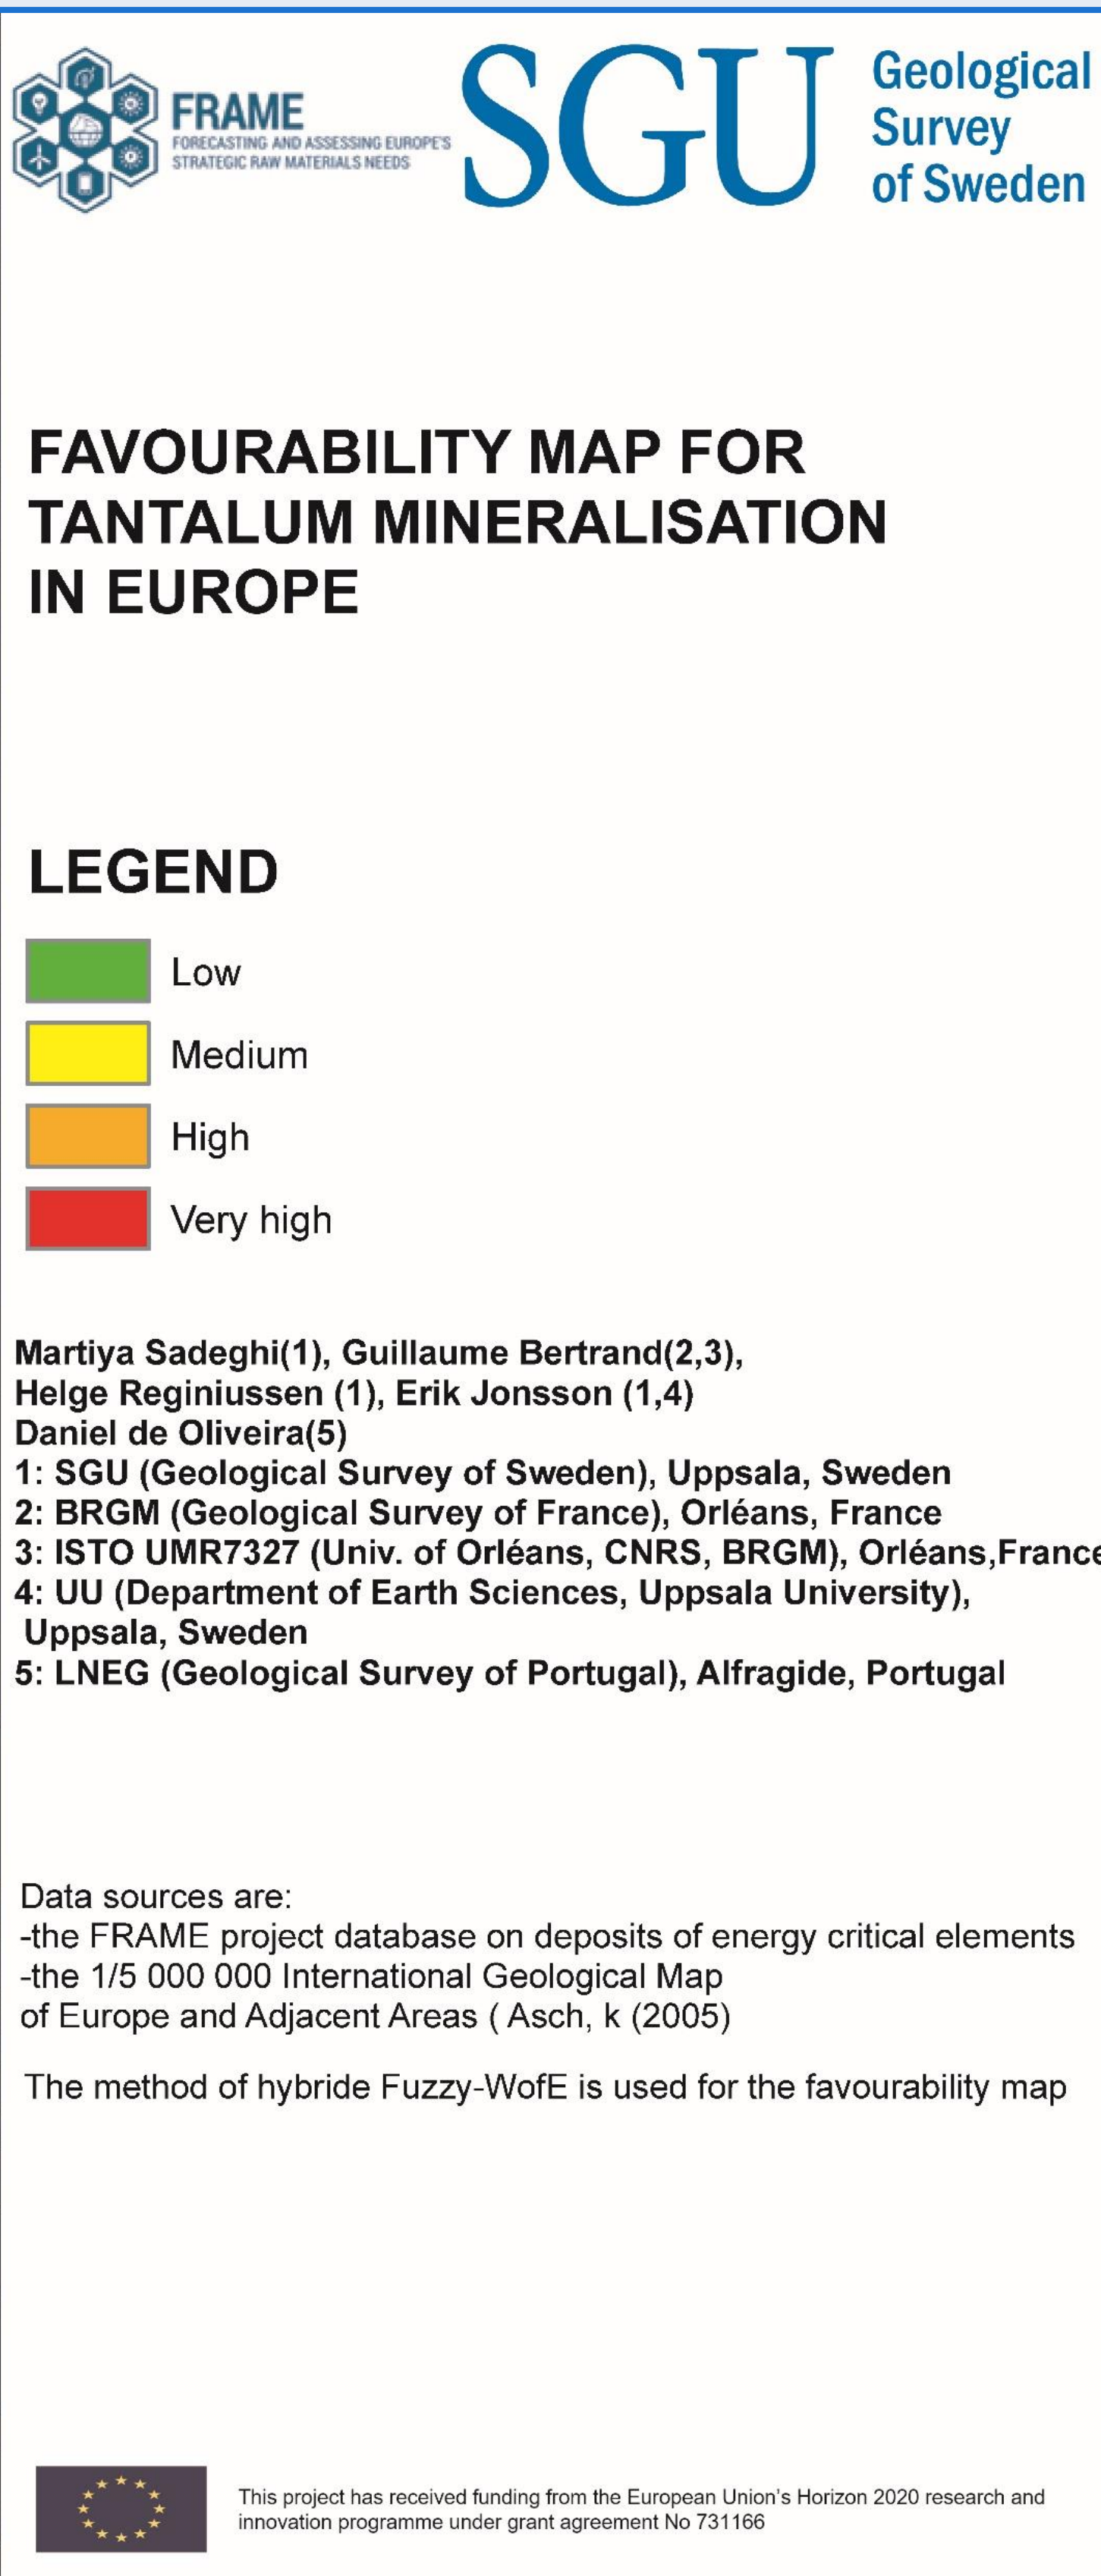 FRAME
FORECASTING AND ASSESSING EUROPE'S
STRATEGIC RAW MATERIALS NEEDS
SGU
Geological
Survey
of Sweden
FAVOURABILITY MAP FOR
TANTALUM MINERALISATION
IN EUROPE
LEGEND
Low
Medium
High
Very high
Martiya Sadeghi(1), Guillaume Bertrand(2,3),
Helge Reginiussen (1), Erik Jonsson (1,4)
Daniel de Oliveira(5)
1: SGU (Geological Survey of Sweden), Uppsala, Sweden
2: BRGM (Geological Survey of France), Orléans, France
3: ISTO UMR7327 (Univ. of Orléans, CNRS, BRGM), Orléans,France
4: UU (Department of Earth Sciences, Uppsala University),
Uppsala, Sweden
5: LNEG (Geological Survey of Portugal), Alfragide, Portugal
Data sources are:
-the FRAME project database on deposits of energy critical elements
-the 1/5 000 000 International Geological Map
of Europe and Adjacent Areas ( Asch, k (2005)
The method of hybride Fuzzy-WofE is used for the favourability map
This project has received funding from the European Union's Horizon 2020 research and
innovation programme under grant agreement No 731166